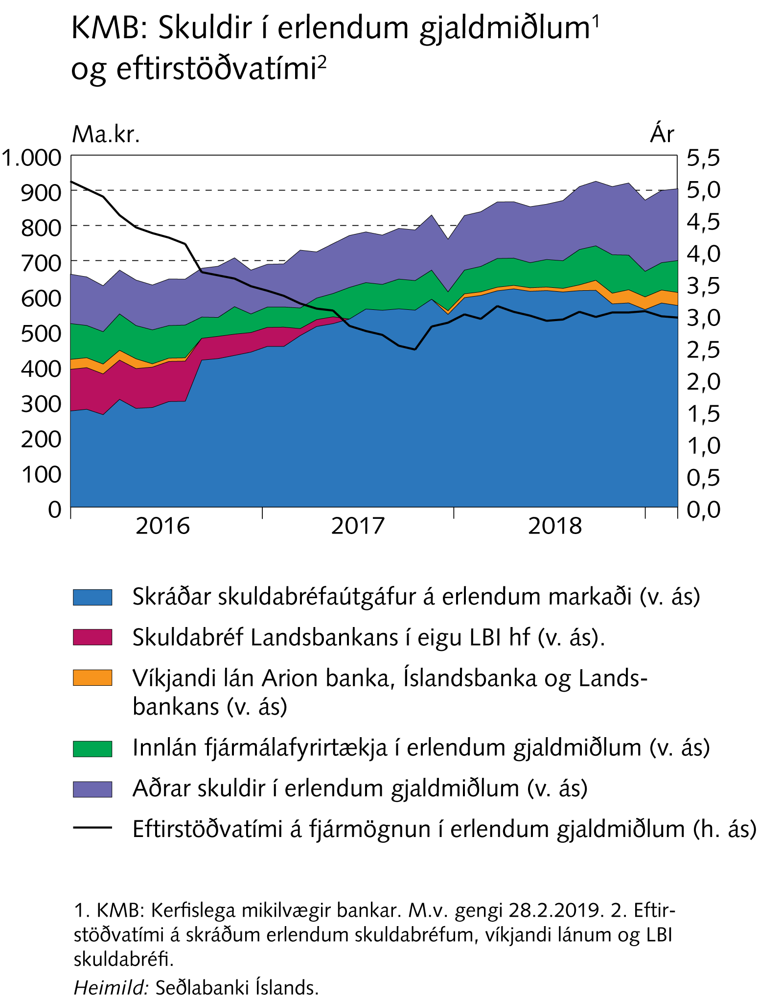 KMB: Skuldir í erlendum gjaldmiðlum¹
og eftirstöðvatími²
Ma.kr.
Ár
1.000
900
800
700
600
500
400
300
200
100
0
5,5
5,0
4,5
4,0
3,5
3,0
2,5
2,0
1,5
1,0
0,5
0,0
2016
2017
2018
Skráðar skuldabréfaútgáfur á erlendum markaði (v. ás)
Skuldabréf Landsbankans í eigu LBI hf (v. ás).
Víkjandi lán Arion banka, Íslandsbanka og Lands-
bankans (v. ás)
Innlán fjármálafyrirtækja í erlendum gjaldmiðlum (v. ás)
Aðrar skuldir í erlendum gjaldmiðlum (v. ás)
Eftirstöðvatími á fjármögnun í erlendum gjaldmiðlum (h. ás)
1. KMB: Kerfislega mikilvægir bankar. M.v. gengi 28.2.2019. 2. Eftir-
stöðvatími á skráðum erlendum skuldabréfum, víkjandi lánum og LBI
skuldabréfi.
Heimild: Seðlabanki Íslands.